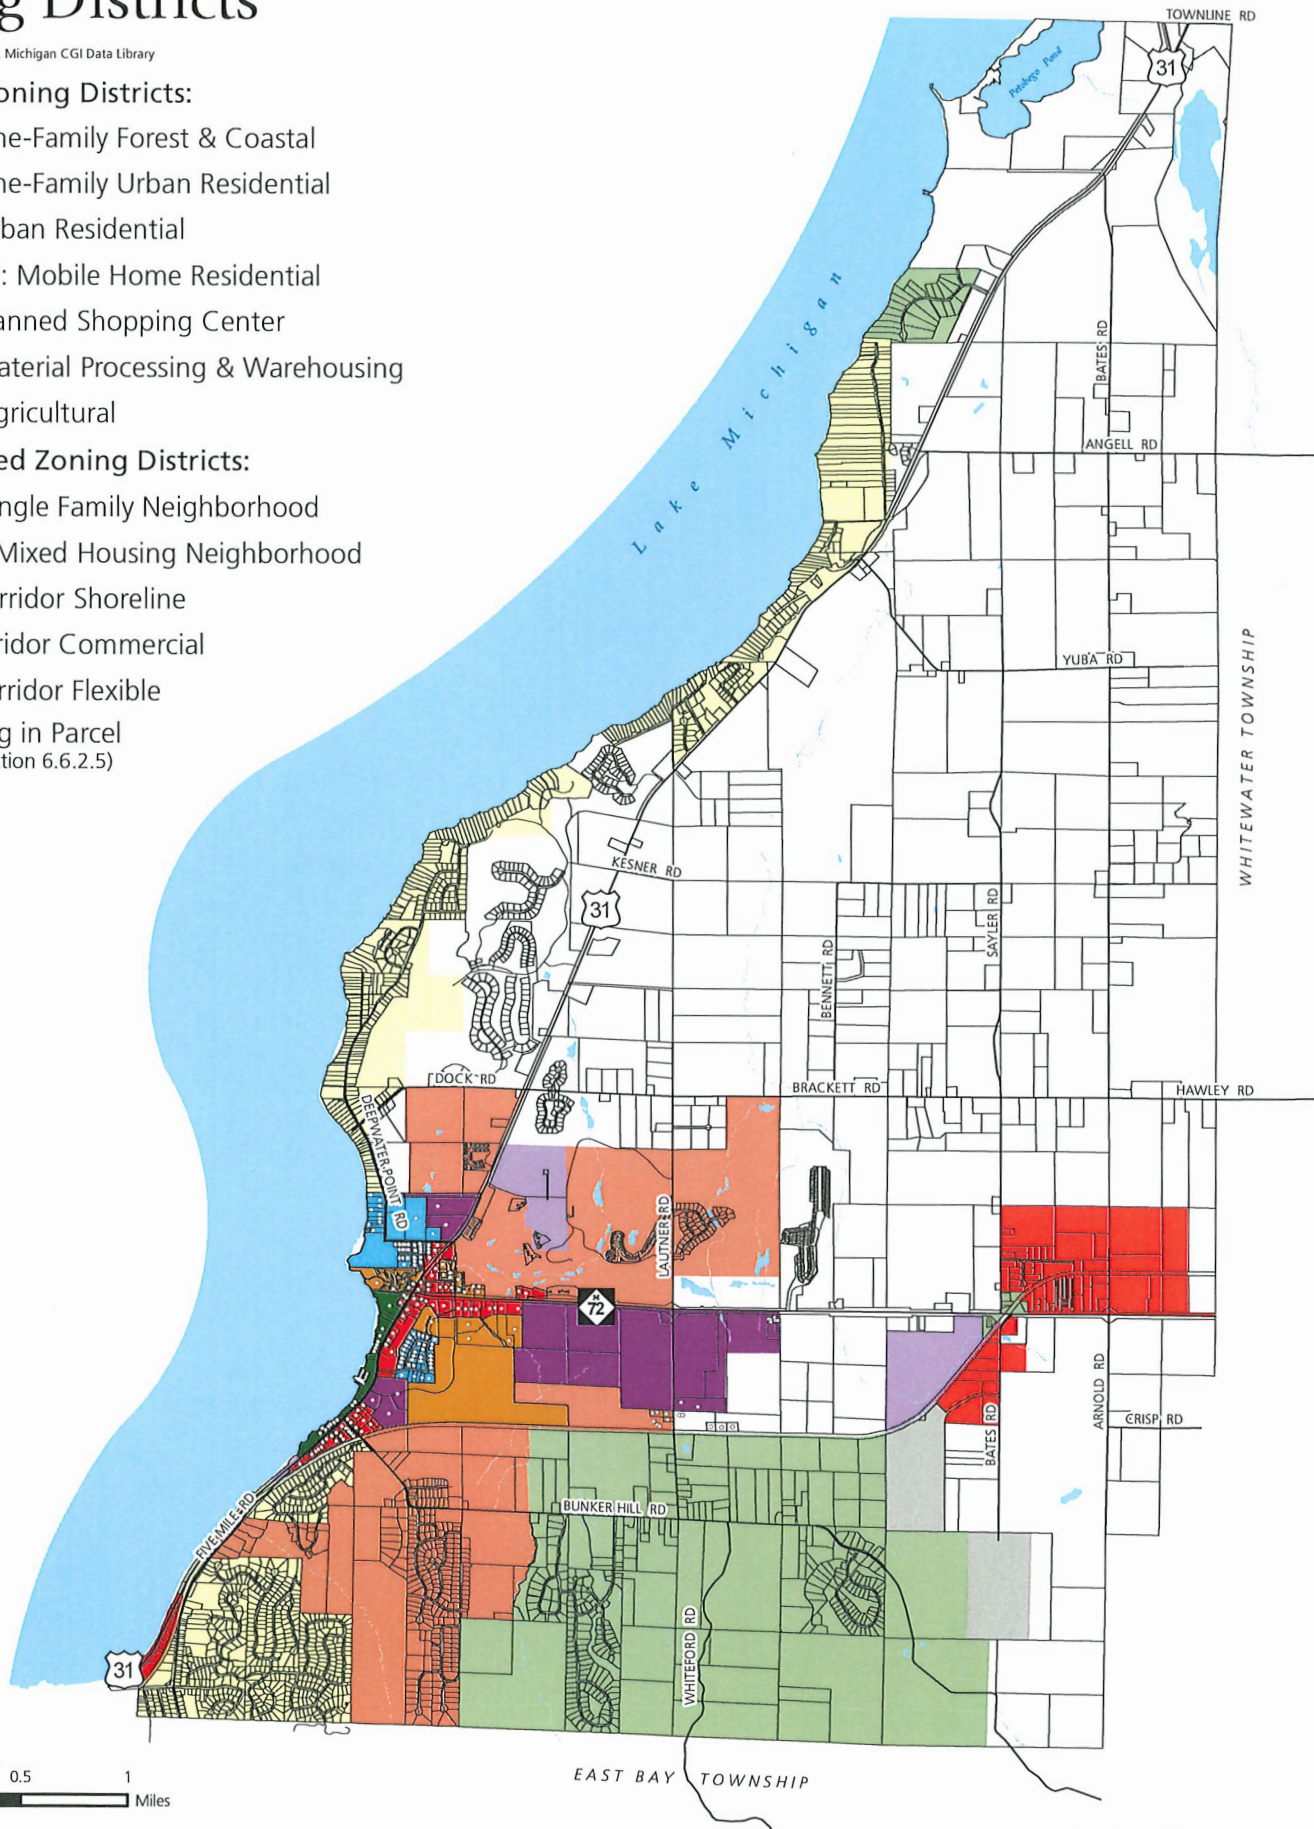 g Districts
Michigan CGI Data Library
oning Districts:
ne-Family Forest & Coastal
ne-Family Urban Residential
ban Residential
: Mobile Home Residential
anned Shopping Center
aterial Processing & Warehousing
gricultural
ed Zoning Districts:
ngle Family Neighborhood
Mixed Housing Neighborhood
rridor Shoreline
ridor Commercial
rridor Flexible
g in Parcel
tion 6.6.2.5)
TOWNLINE RD
31
Petobego Pond
Lake Michigan
BATES RD
ANGELL RD
YUBA RD
WHITEWATER TOWNSHIP
KESNER RD
31
SAYLER RD
BENNETT RD
DOCK RD
BRACKETT RD
HAWLEY RD
DEEPWATER POINT RD
LAUTNER RD
M
72
ARNOLD RD
BATES RD
CRISP RD
BUNKER HILL RD
FIVE MILE RD
WHITEFORD RD
31
EAST BAY TOWNSHIP
0.5 1
Miles